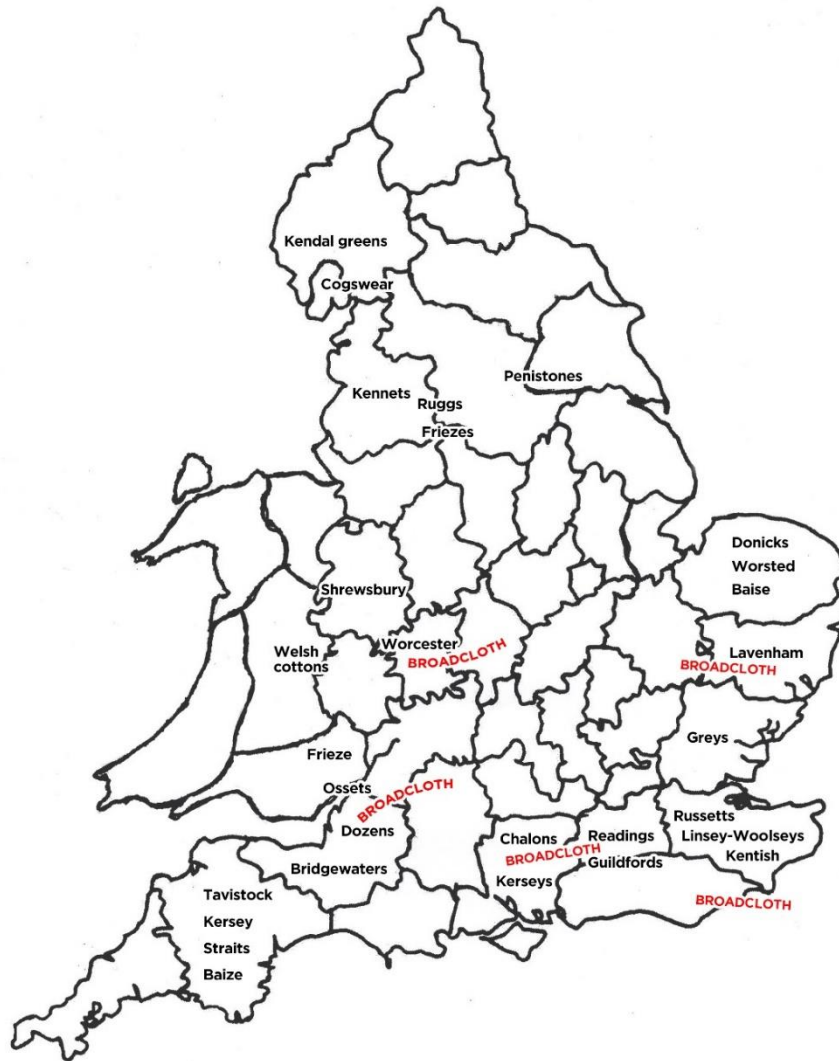 Kendal greens
Cogswear
Penistones
Kennets
Ruggs
Friezes
Donicks
Worsted
Baise
Shrewsbury
Worcester
BROADCLOTH
Welsh
cottons
Lavenham
BROADCLOTH
Greys
Frieze
Ossets
BROADCLOTH
Dozens
Bridgewaters
Chalons
BROADCLOTH
Kerseys
Readings
Guildfords
Russetts
Linsey-Woolseys
Kentish
BROADCLOTH
Tavistock
Kersey
Straits
Baize